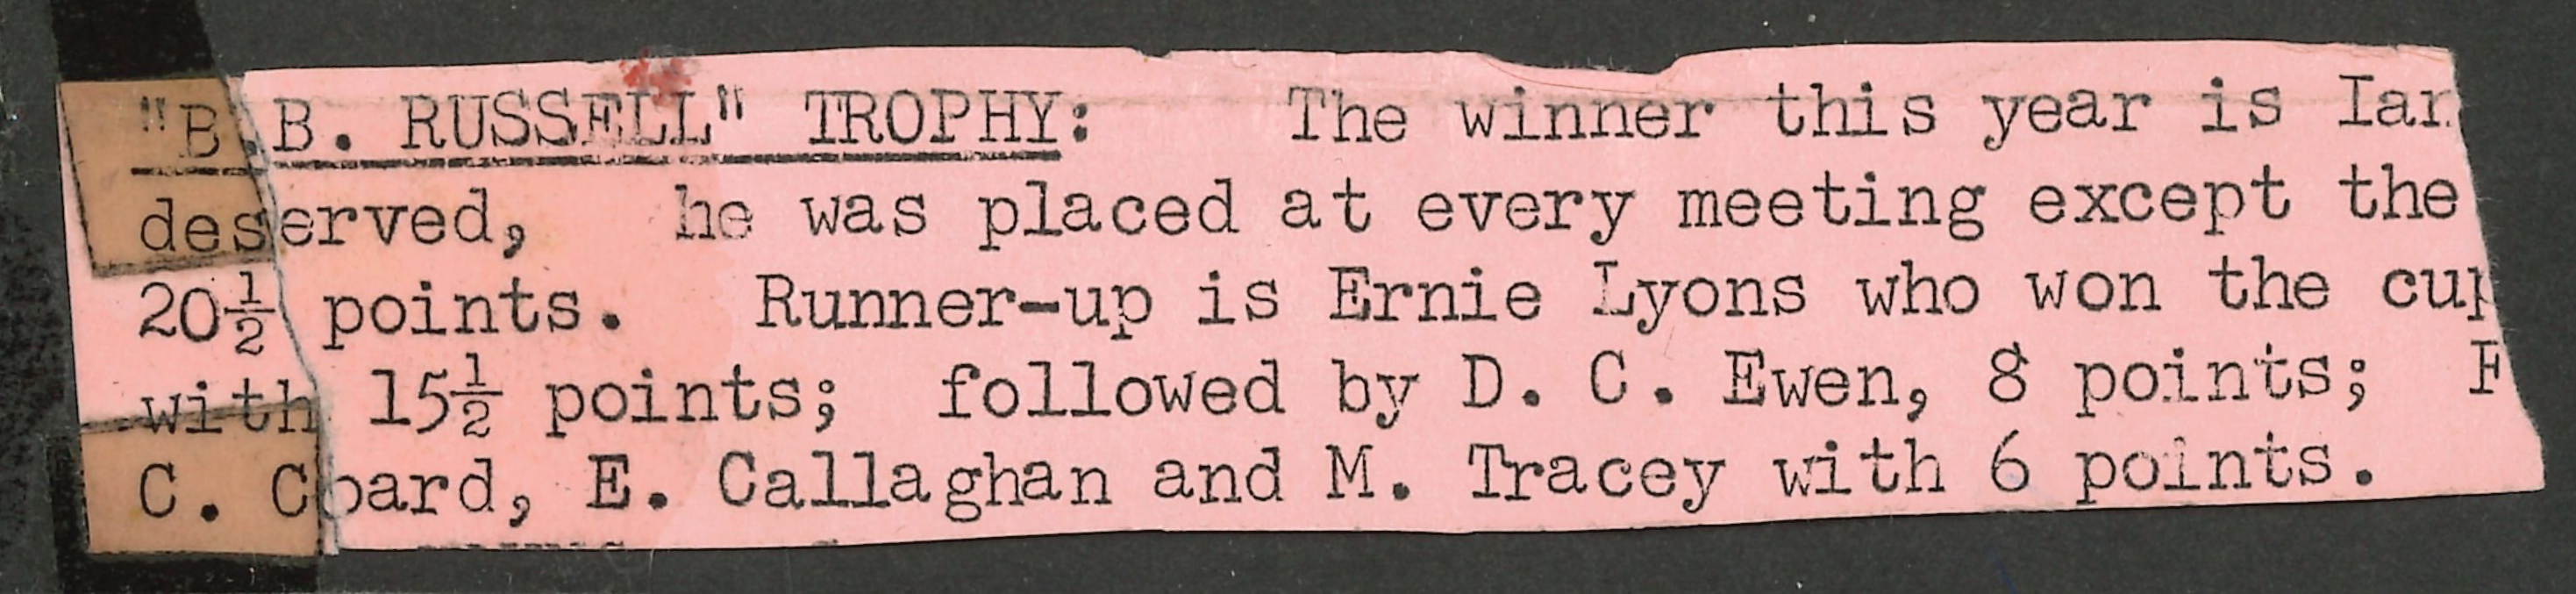 "B.B. RUSSELL" TROPHY: The winner this year is Ian
deserved, he was placed at every meeting except the
20½ points. Runner-up is Ernie Lyons who won the cup
with 15½ points; followed by D. C. Ewen, 8 points;
C. Coard, E. Callaghan and M. Tracey with 6 points.